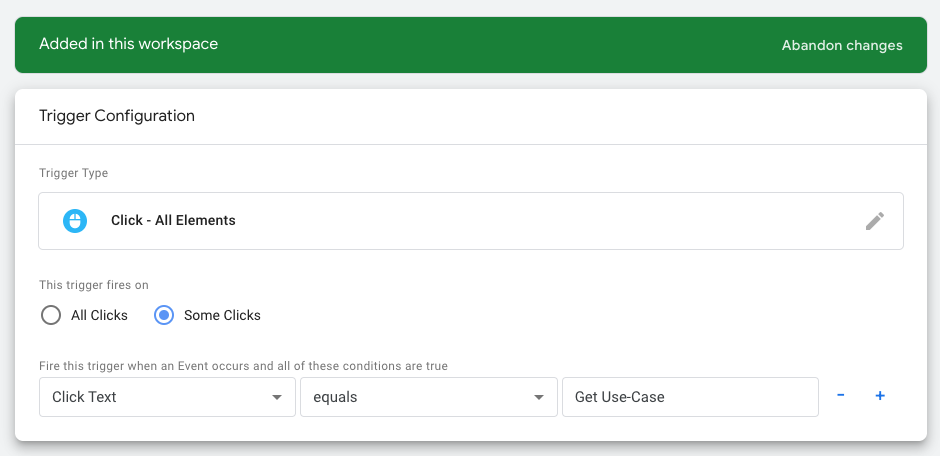 Added in this workspace
Abandon changes
Trigger Configuration
Trigger Type
Click - All Elements
This trigger fires on
All Clicks
Some Clicks
Fire this trigger when an Event occurs and all of these conditions are true
Click Text
equals
Get Use-Case
-
+